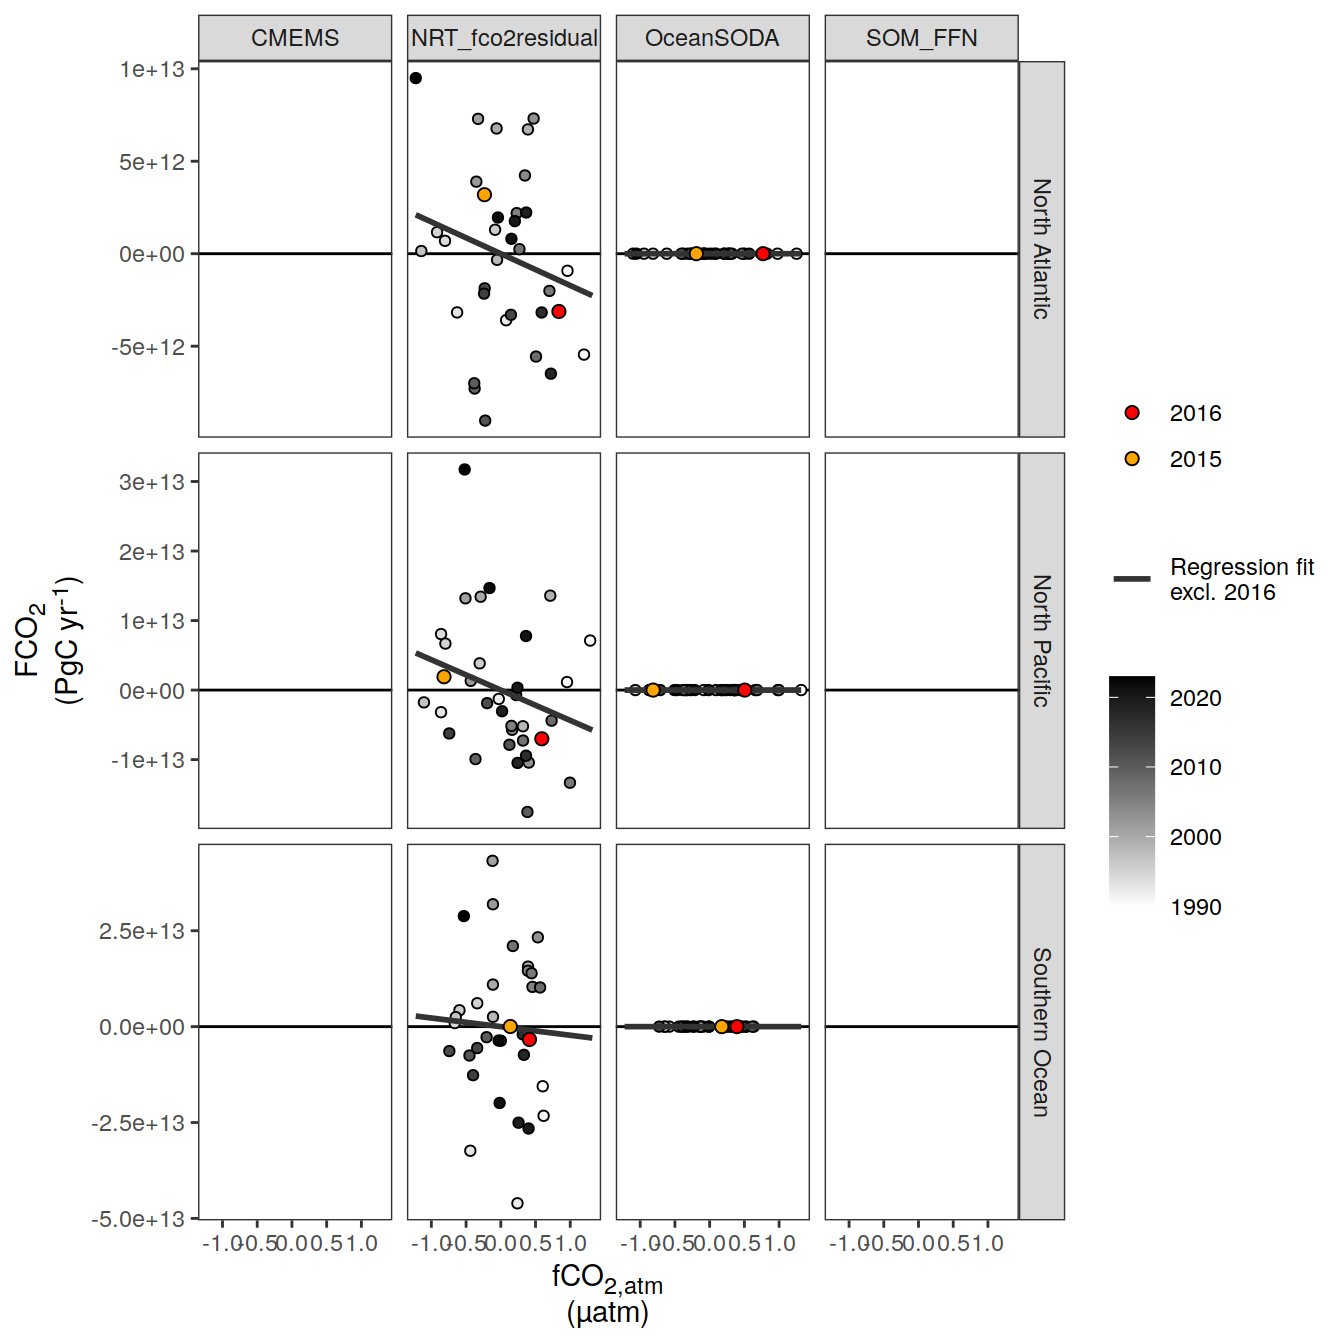 CMEMS NRT_fco2residual OceanSODA SOM_FFN
1e+13
5e+12
0e+00
-5e+12
North Atlantic
3e+13
2e+13
1e+13
0e+00
-1e+13
North Pacific
2.5e+13
0.0e+00
-2.5e+13
-5.0e+13
Southern Ocean
-1.0 -0.5 0.0 0.5 1.0 -1.0 -0.5 0.0 0.5 1.0 -1.0 -0.5 0.0 0.5 1.0 -1.0 -0.5 0.0 0.5 1.0
fCO2,atm
(µatm)
FCO2
(PgC yr-1)
2016
2015
Regression fit
excl. 2016
2020
2010
2000
1990